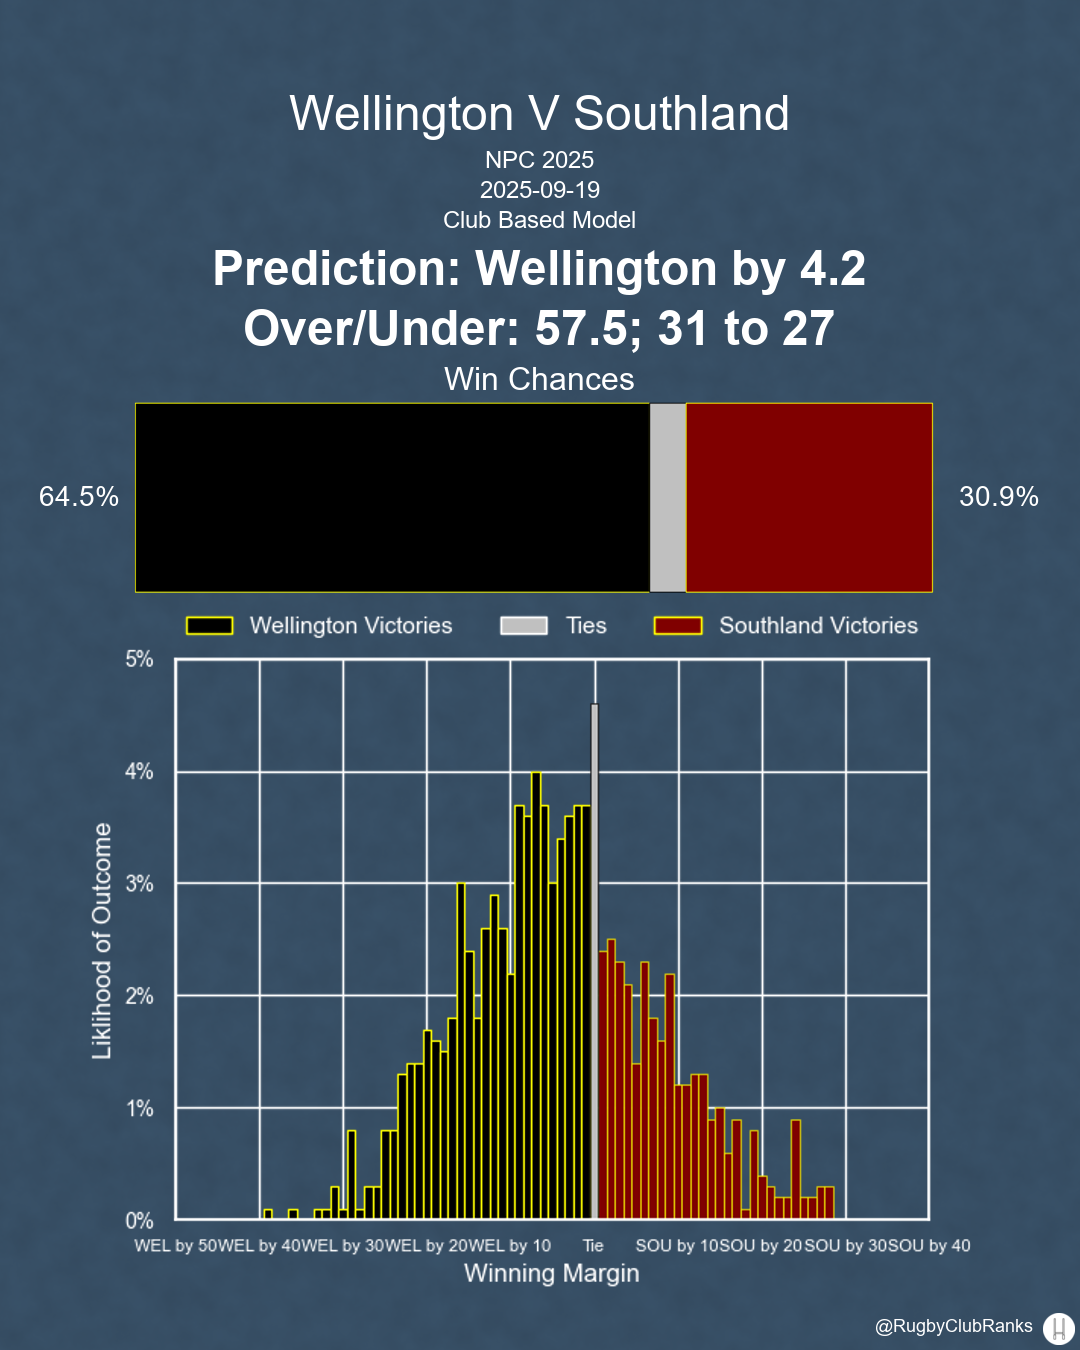 Wellington V Southland
NPC 2025
2025-09-19
Club Based Model
Prediction: Wellington by 4.2
Over/Under: 57.5; 31 to 27
Win Chances
64.5%
30.9%
Wellington Victories
Ties
Southland Victories
5%
4%
3%
2%
1%
0%
Liklihood of Outcome
WEL by 50
WEL by 40
WEL by 30
WEL by 20
WEL by 10
Tie
SOU by 10
SOU by 20
SOU by 30
SOU by 40
Winning Margin
@RugbyClubRanks